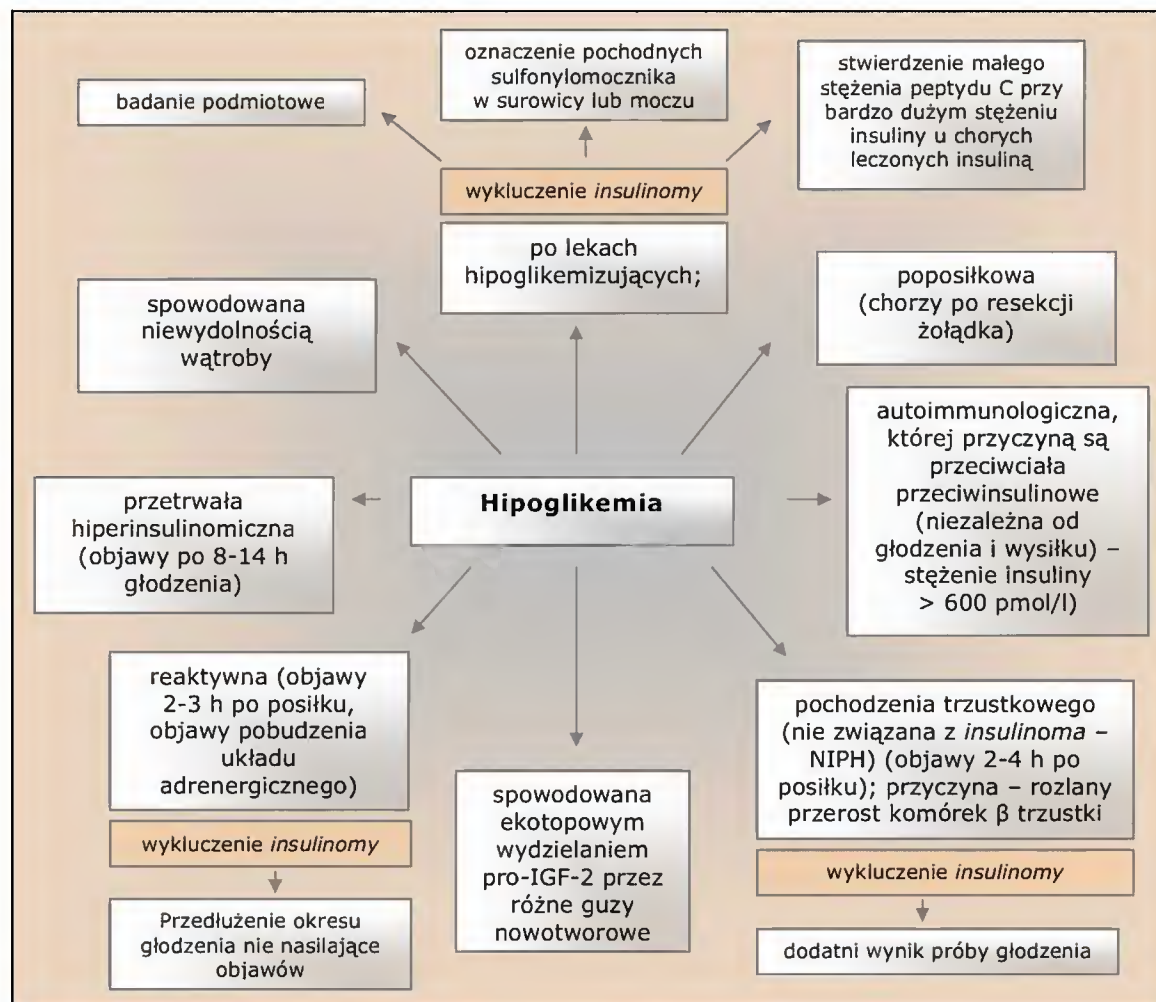 badanie podmiotowe
oznaczenie pochodnych
sulfonylomocznika
w surowicy lub moczu
stwierdzenie małego
stężenia peptydu C przy
bardzo dużym stężeniu
insuliny u chorych
leczonych insuliną
wykluczenie insulinomy
po lekach
hipoglikemizujących;
spowodowana
niewydolnością
wątroby
poposiłkowa
(chorzy po resekcji
żołądka)
przetrwała
hiperinsulinomiczna
(objawy po 8-14 h
głodzenia)
Hipoglikemia
autoimmunologiczna,
której przyczyną są
przeciwciała
przeciwinsulinowe
(niezależna od
głodzenia i wysiłku) –
stężenie insuliny
> 600 pmol/l)
reaktywna (objawy
2-3 h po posiłku,
objawy pobudzenia
układu
adrenergicznego)
wykluczenie insulinomy
Przedłużenie okresu
głodzenia nie nasilające
objawów
spowodowana
ekotopowym
wydzielaniem
pro-IGF-2 przez
różne guzy
nowotworowe
pochodzenia trzustkowego
(nie związana z insulinoma –
NIPH) (objawy 2-4 h po
posiłku); przyczyna – rozlany
przerost komórek β trzustki
wykluczenie insulinomy
dodatni wynik próby głodzenia